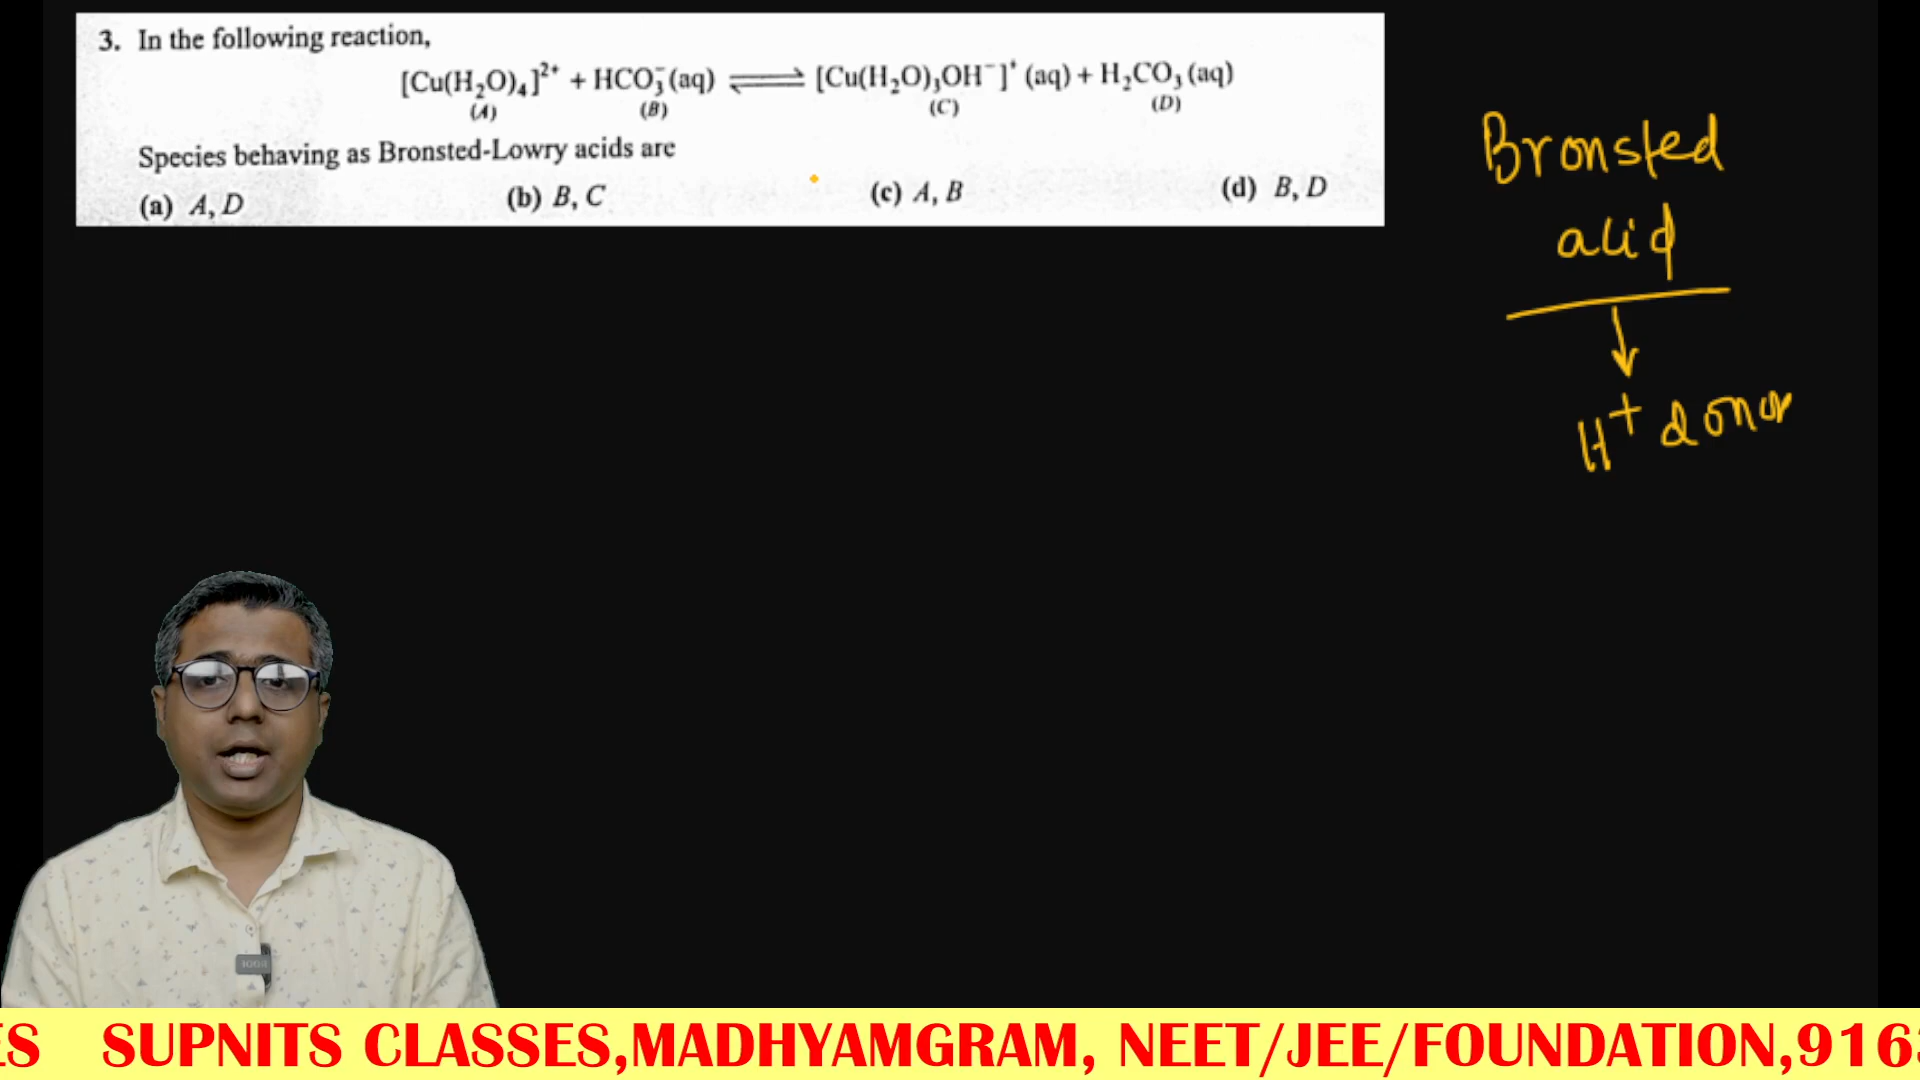 3. In the following reaction,
[Cu(H₂O)₄]²⁺ + HCO₃⁻(aq) ⇌ [Cu(H₂O)₃OH⁻]⁺ (aq) + H₂CO₃ (aq)
(A) (B) (C) (D)
Species behaving as Bronsted-Lowry acids are
(a) A, D (b) B, C (c) A, B (d) B, D
Bronsted
acid
↓
H⁺ donor
ES SUPNITS CLASSES,MADHYAMGRAM, NEET/JEE/FOUNDATION,916